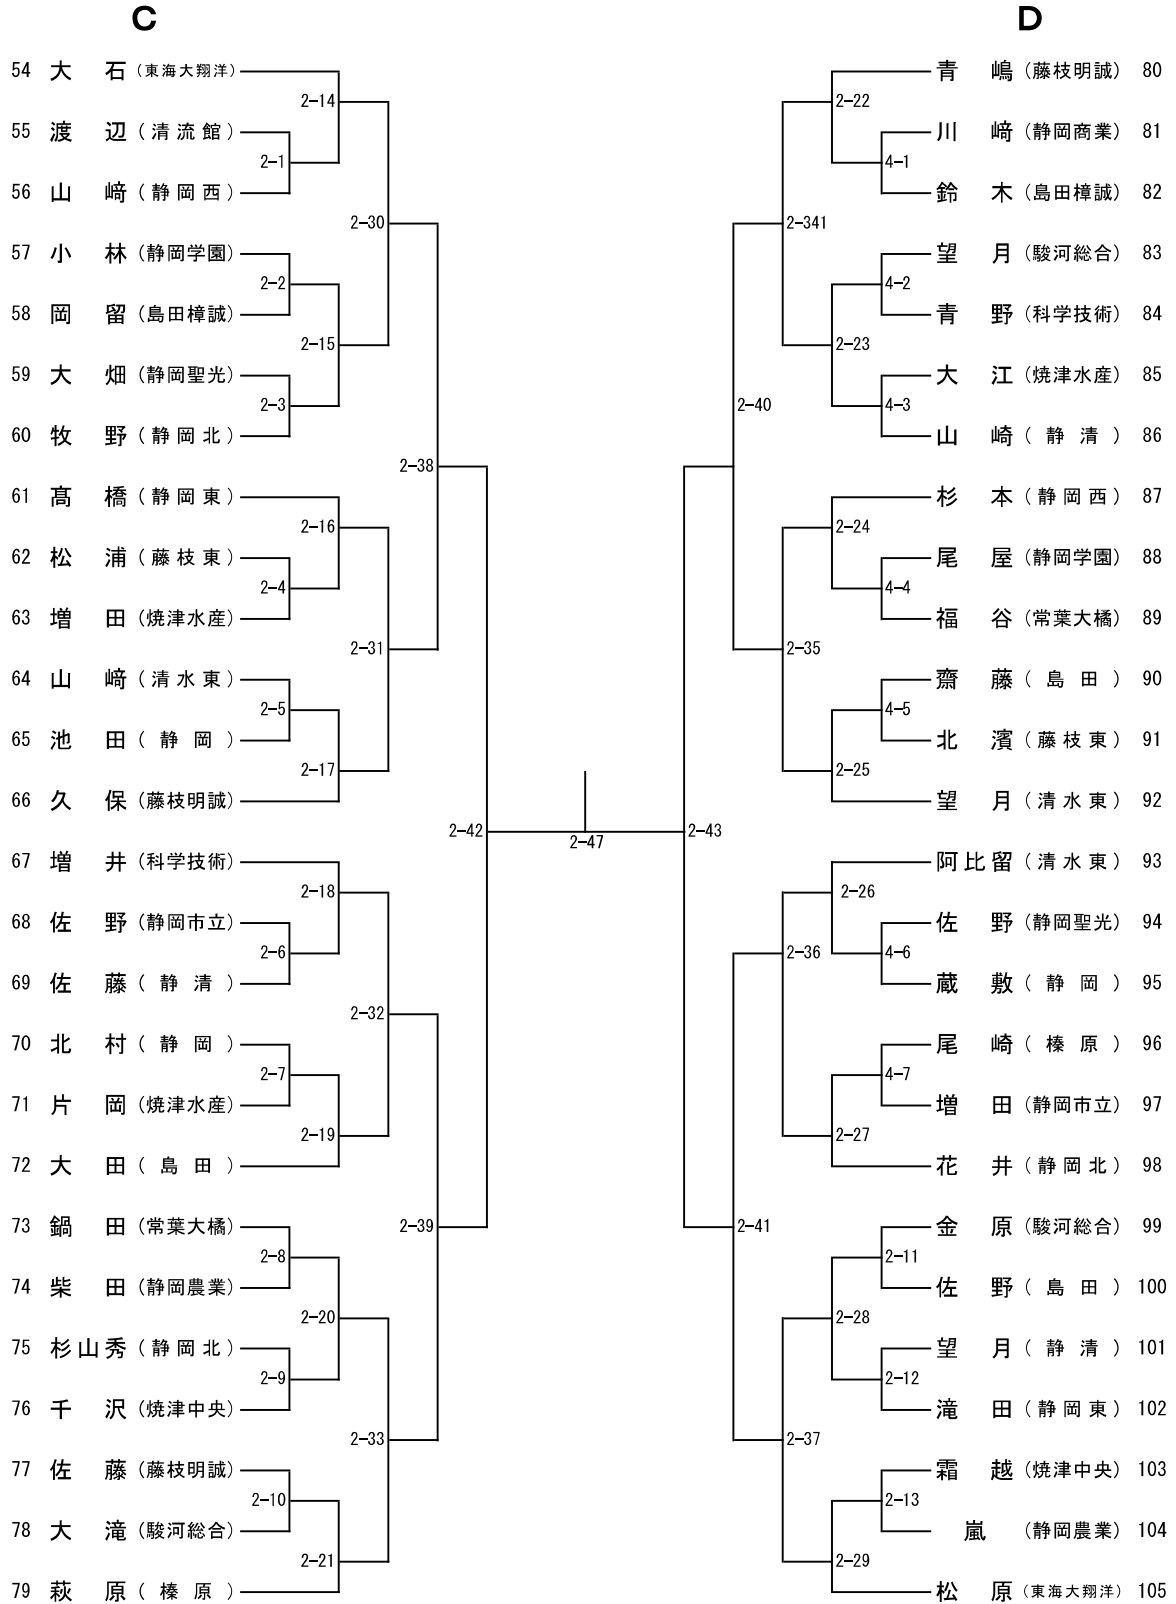 C D
54 大 石 (東海大翔洋) 青 嶋 (藤枝明誠) 80
2-14 2-22
55 渡 辺 (清流館) 川 﨑 (静岡商業) 81
2-1 4-1
56 山 﨑 (静岡西) 鈴 木 (島田樟誠) 82
2-30 2-341
57 小 林 (静岡学園) 望 月 (駿河総合) 83
2-2 4-2
58 岡 留 (島田樟誠) 青 野 (科学技術) 84
2-15 2-23
59 大 畑 (静岡聖光) 大 江 (焼津水産) 85
2-3 2-40 4-3
60 牧 野 (静岡北) 山 崎 (静 清) 86
2-38
61 髙 橋 (静岡東) 杉 本 (静岡西) 87
2-16 2-24
62 松 浦 (藤枝東) 尾 屋 (静岡学園) 88
2-4 4-4
63 増 田 (焼津水産) 福 谷 (常葉大橘) 89
2-31 2-35
64 山 﨑 (清水東) 齋 藤 (島 田) 90
2-5 4-5
65 池 田 (静 岡) 北 濱 (藤枝東) 91
2-17 2-25
66 久 保 (藤枝明誠) 望 月 (清水東) 92
2-42 2-47 2-43
67 増 井 (科学技術) 阿比留 (清水東) 93
2-18 2-26
68 佐 野 (静岡市立) 佐 野 (静岡聖光) 94
2-6 2-36 4-6
69 佐 藤 (静 清) 蔵 敷 (静 岡) 95
2-32
70 北 村 (静 岡) 尾 崎 (榛 原) 96
2-7 4-7
71 片 岡 (焼津水産) 増 田 (静岡市立) 97
2-19 2-27
72 大 田 (島 田) 花 井 (静岡北) 98
73 鍋 田 (常葉大橘) 2-39 2-41 金 原 (駿河総合) 99
2-8 2-11
74 柴 田 (静岡農業) 佐 野 (島 田) 100
2-20 2-28
75 杉山秀 (静岡北) 望 月 (静 清) 101
2-9 2-12
76 千 沢 (焼津中央) 滝 田 (静岡東) 102
2-33 2-37
77 佐 藤 (藤枝明誠) 霜 越 (焼津中央) 103
2-10 2-13
78 大 滝 (駿河総合) 嵐 (静岡農業) 104
2-21 2-29
79 萩 原 (榛 原) 松 原 (東海大翔洋) 105